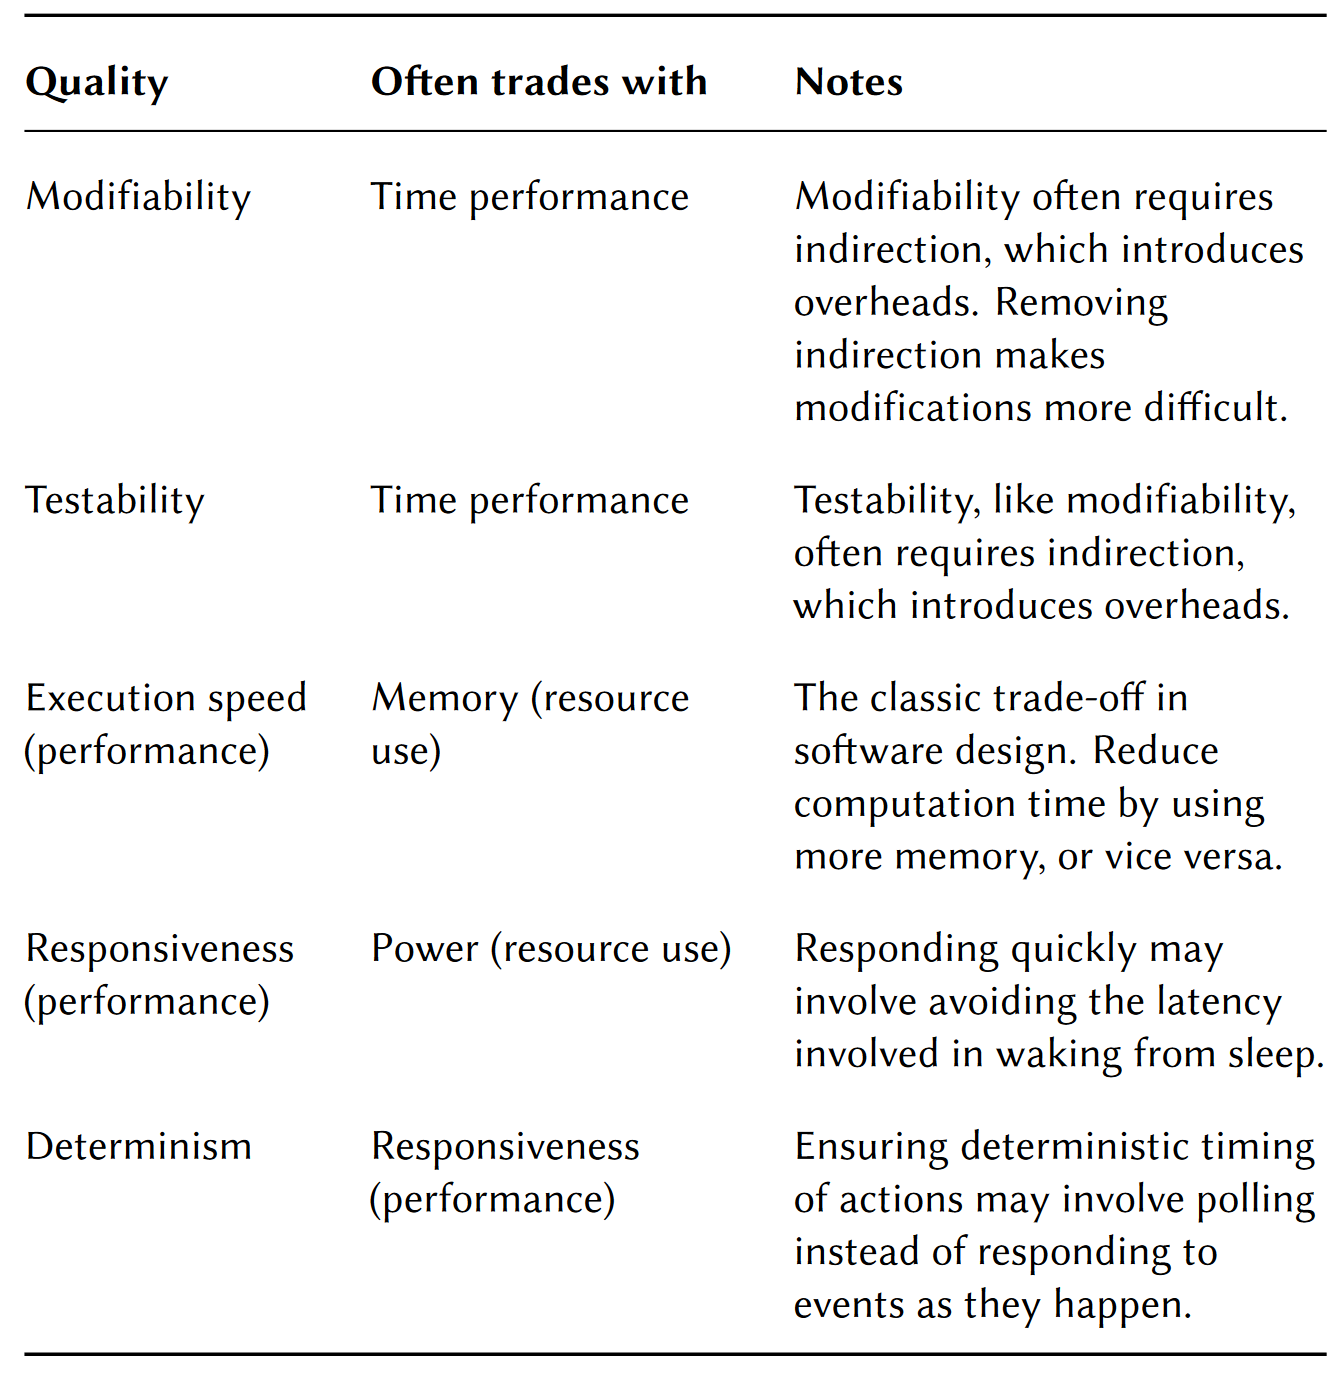 Quality Often trades with Notes
Modifiability Time performance Modifiability often requires
indirection, which introduces
overheads. Removing
indirection makes
modifications more difficult.
Testability Time performance Testability, like modifiability,
often requires indirection,
which introduces overheads.
Execution speed Memory (resource The classic trade-off in
(performance) use) software design. Reduce
computation time by using
more memory, or vice versa.
Responsiveness Power (resource use) Responding quickly may
(performance) involve avoiding the latency
involved in waking from sleep.
Determinism Responsiveness Ensuring deterministic timing
(performance) of actions may involve polling
instead of responding to
events as they happen.